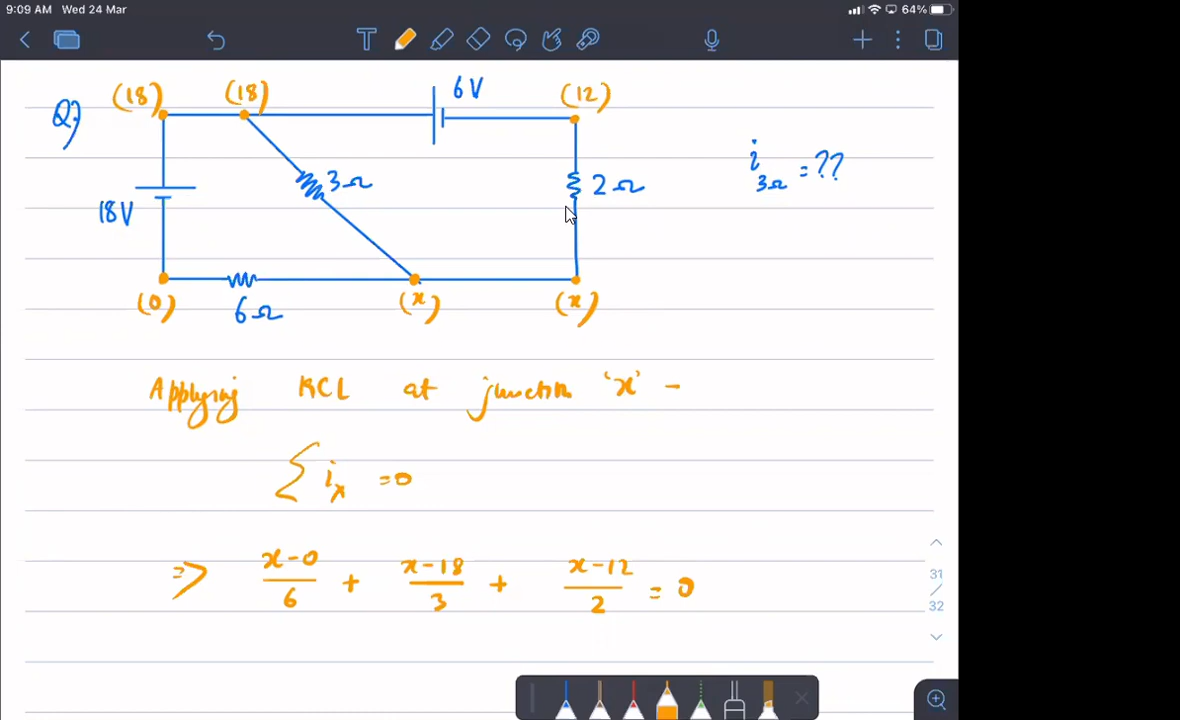 9:09 AM Wed 24 Mar 64%
Q) (18) (18) 6V (12)
i3Ω = ??
18V 3Ω 2Ω
(0) 6Ω (x) (x)
Applying KCL at junction 'x' -
Σ ix = 0
⇒ x-0/6 + x-18/3 + x-12/2 = 0
31/32